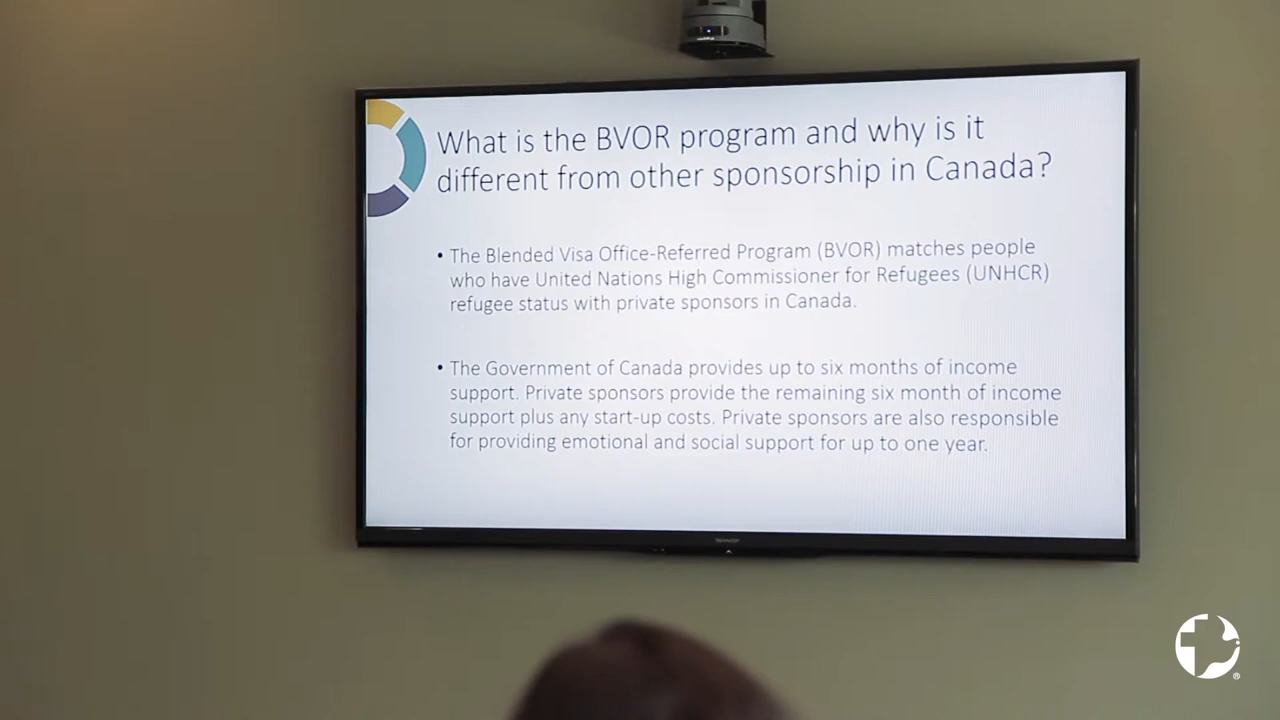 What is the BVOR program and why is it
different from other sponsorship in Canada?
• The Blended Visa Office-Referred Program (BVOR) matches people
who have United Nations High Commissioner for Refugees (UNHCR)
refugee status with private sponsors in Canada.
• The Government of Canada provides up to six months of income
support. Private sponsors provide the remaining six month of income
support plus any start-up costs. Private sponsors are also responsible
for providing emotional and social support for up to one year.
®